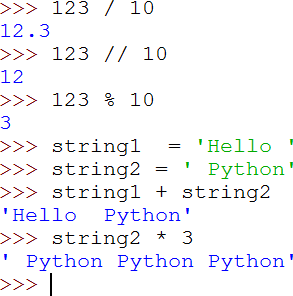 >>> 123 / 10
12.3
>>> 123 // 10
12
>>> 123 % 10
3
>>> string1  = 'Hello '
>>> string2 = ' Python'
>>> string1 + string2
'Hello  Python'
>>> string2 * 3
' Python Python Python'
>>>